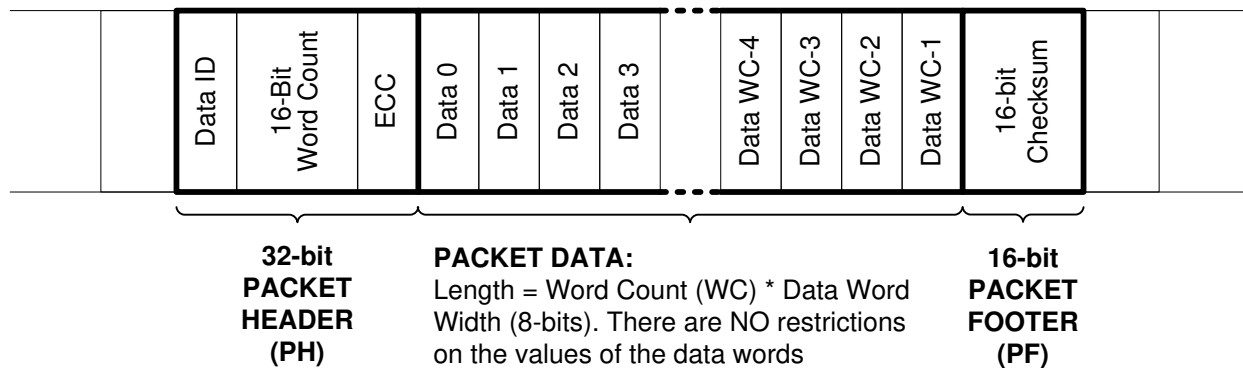 Data ID
16-Bit
Word Count
ECC
Data 0
Data 1
Data 2
Data 3
Data WC-4
Data WC-3
Data WC-2
Data WC-1
16-bit
Checksum
32-bit
PACKET
HEADER
(PH)
PACKET DATA:
Length = Word Count (WC) * Data Word
Width (8-bits). There are NO restrictions
on the values of the data words
16-bit
PACKET
FOOTER
(PF)